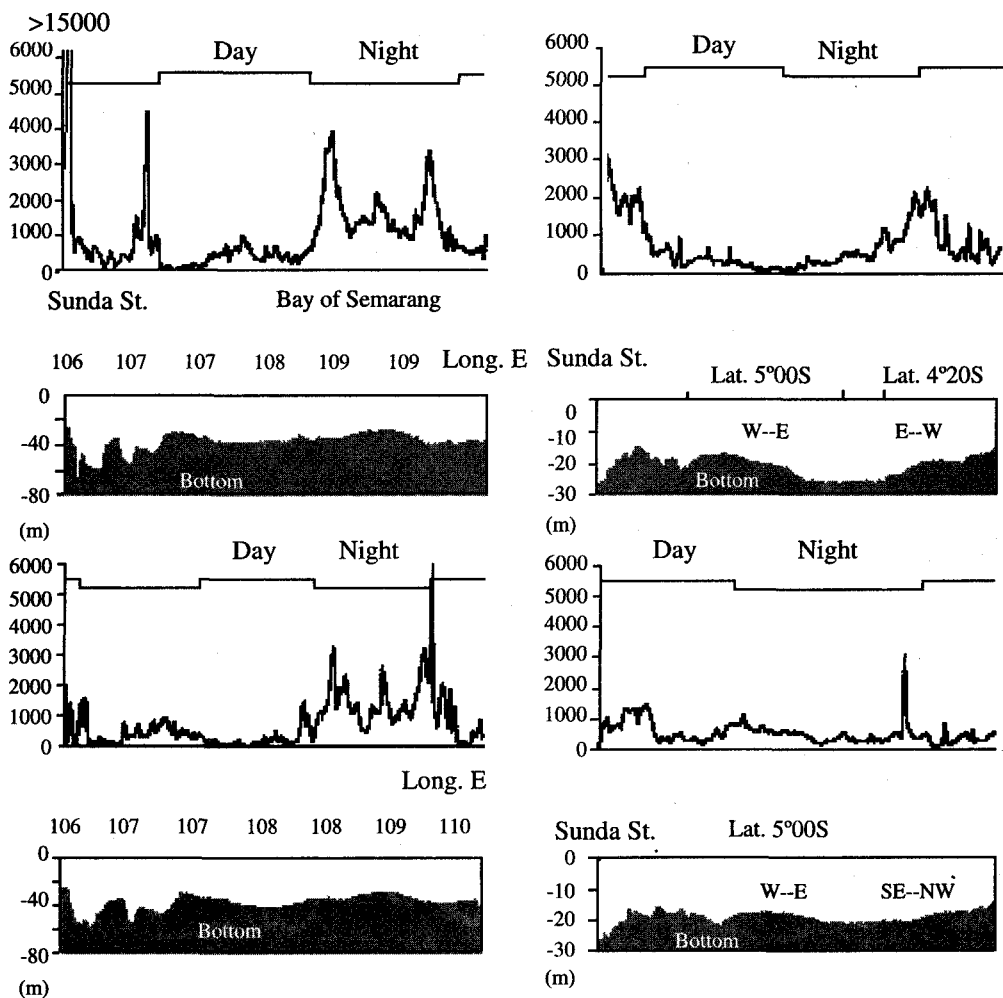 >15000
6000
5000
4000
3000
2000
1000
0
Day Night
Sunda St. Bay of Semarang
6000
5000
4000
3000
2000
1000
0
Day Night
106 107 107 108 109 109 Long. E
0
-40
-80
(m)
Bottom
Sunda St.
Lat. 5°00S Lat. 4°20S
0
-10
-20
-30
(m)
W--E E--W
Bottom
Day Night
6000
5000
4000
3000
2000
1000
0
Long. E
Day Night
6000
5000
4000
3000
2000
1000
0
106 107 107 108 108 109 110
0
-40
-80
(m)
Bottom
Sunda St. Lat. 5°00S
0
-10
-20
-30
(m)
W--E SE--NW
Bottom